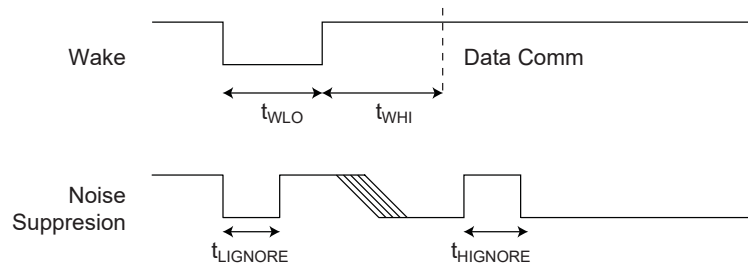 Wake
Data Comm
tWLO
tWHI
Noise
Suppresion
tLIGNORE
tHIGNORE